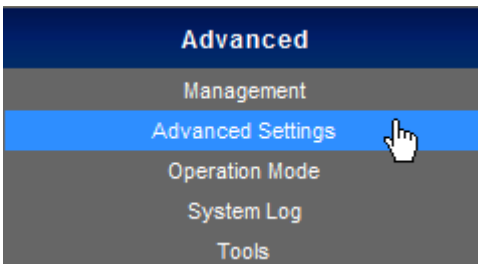 Advanced
Management
Advanced Settings
Operation Mode
System Log
Tools